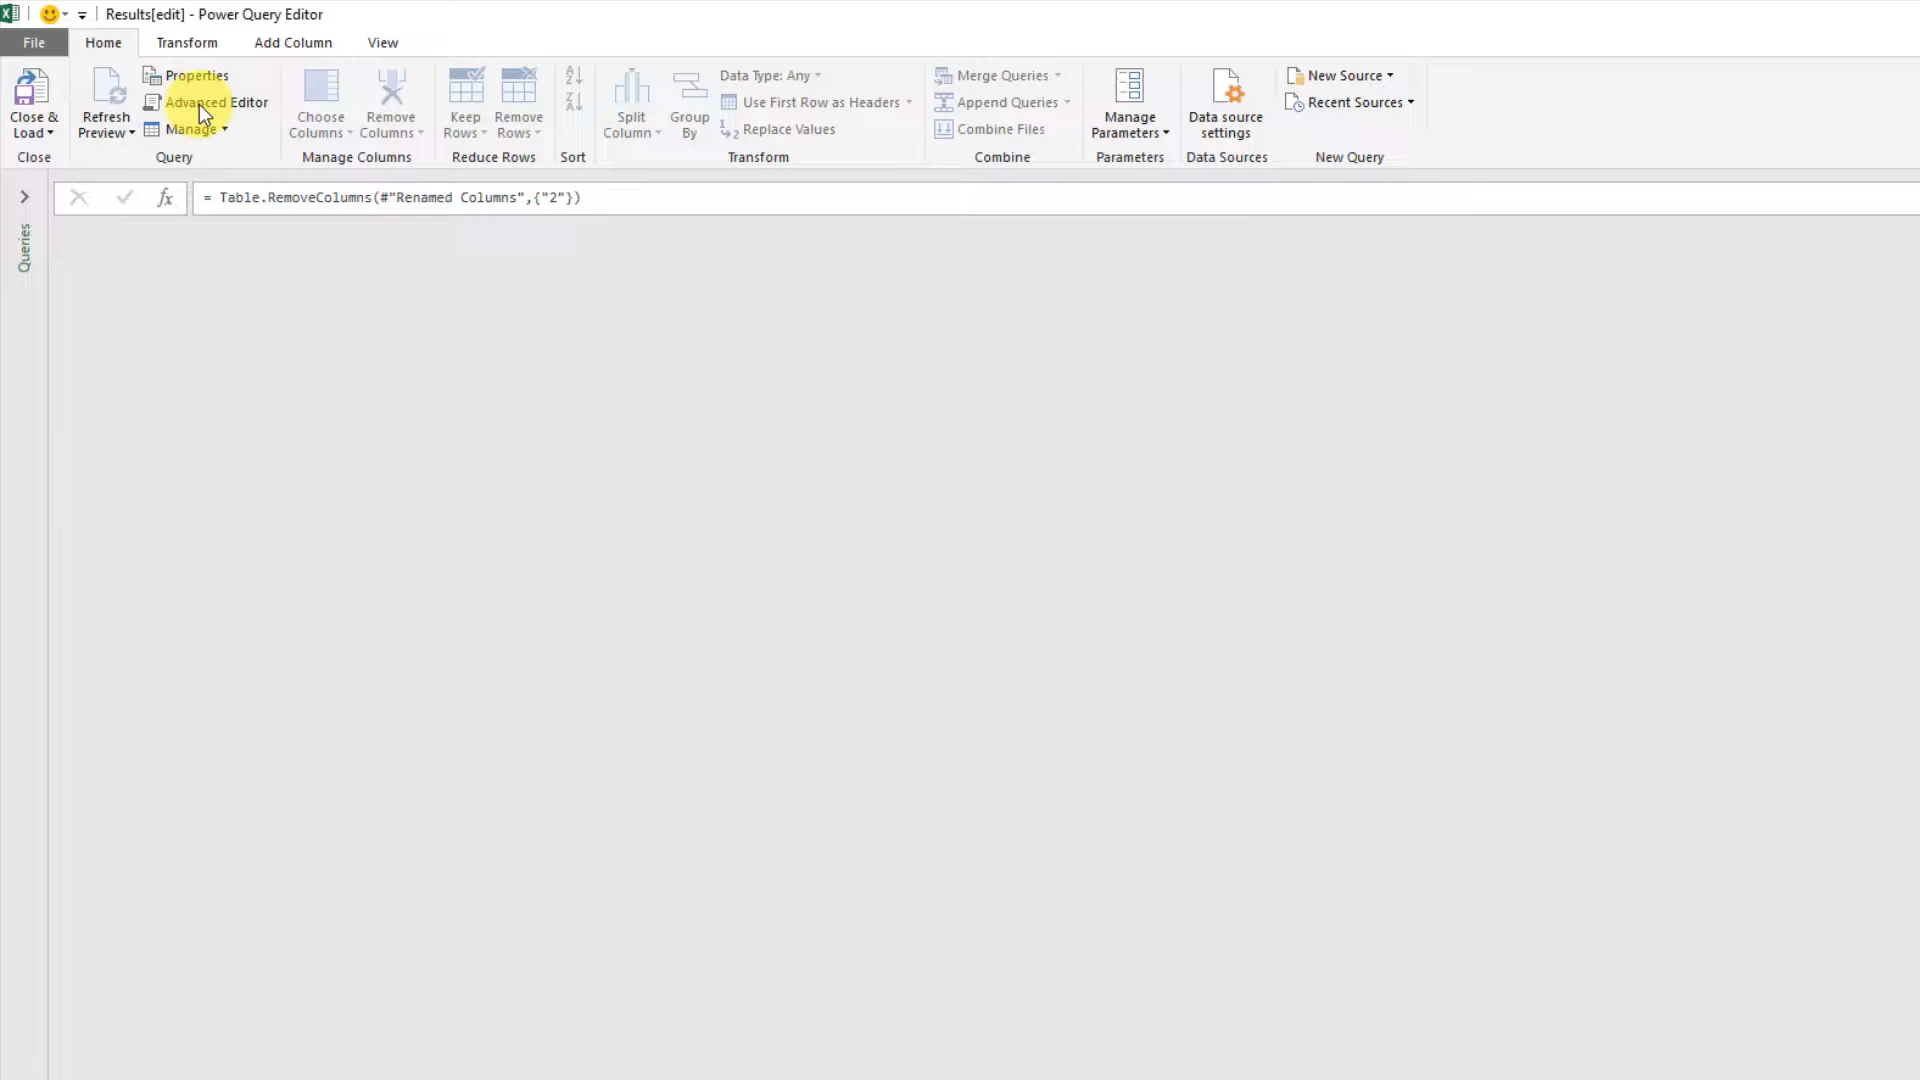 Results[edit] - Power Query Editor
File Home Transform Add Column View
Close & Load
Close
Refresh Preview
Properties
Advanced Editor
Manage
Query
Choose Columns
Remove Columns
Manage Columns
Keep Rows
Remove Rows
Reduce Rows
A
Z
Z
A
Sort
Split Column
Group By
Data Type: Any
Use First Row as Headers
1
2
Replace Values
Transform
Merge Queries
Append Queries
Combine Files
Combine
Manage Parameters
Parameters
Data source settings
Data Sources
New Source
Recent Sources
New Query
fx
= Table.RemoveColumns(#"Renamed Columns",{"2"})
Queries